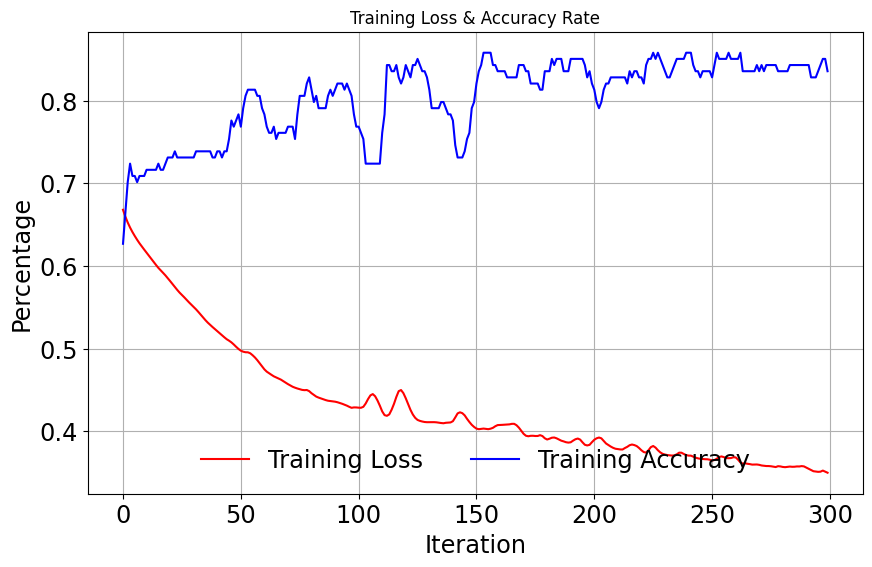 Training Loss & Accuracy Rate
Percentage
0.8
0.7
0.6
0.5
0.4
Training Loss Training Accuracy
0 50 100 150 200 250 300
Iteration